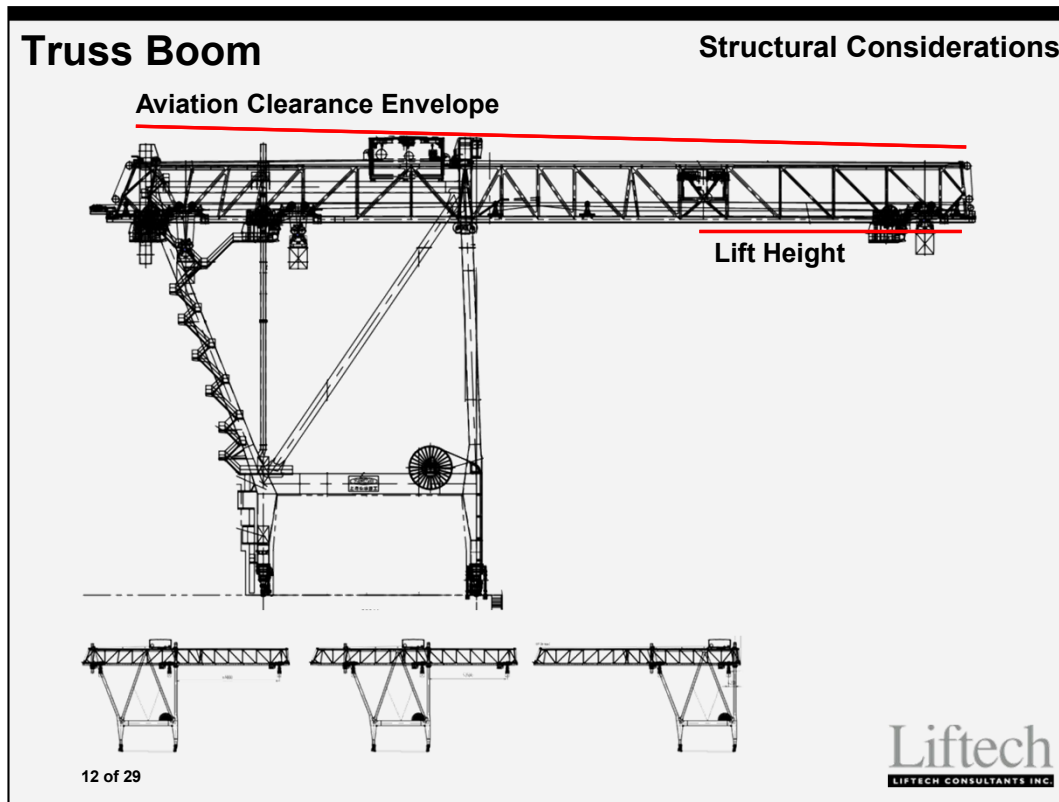 Truss Boom
Structural Considerations
Aviation Clearance Envelope
Lift Height
12 of 29
Liftech
LIFTECH CONSULTANTS INC.